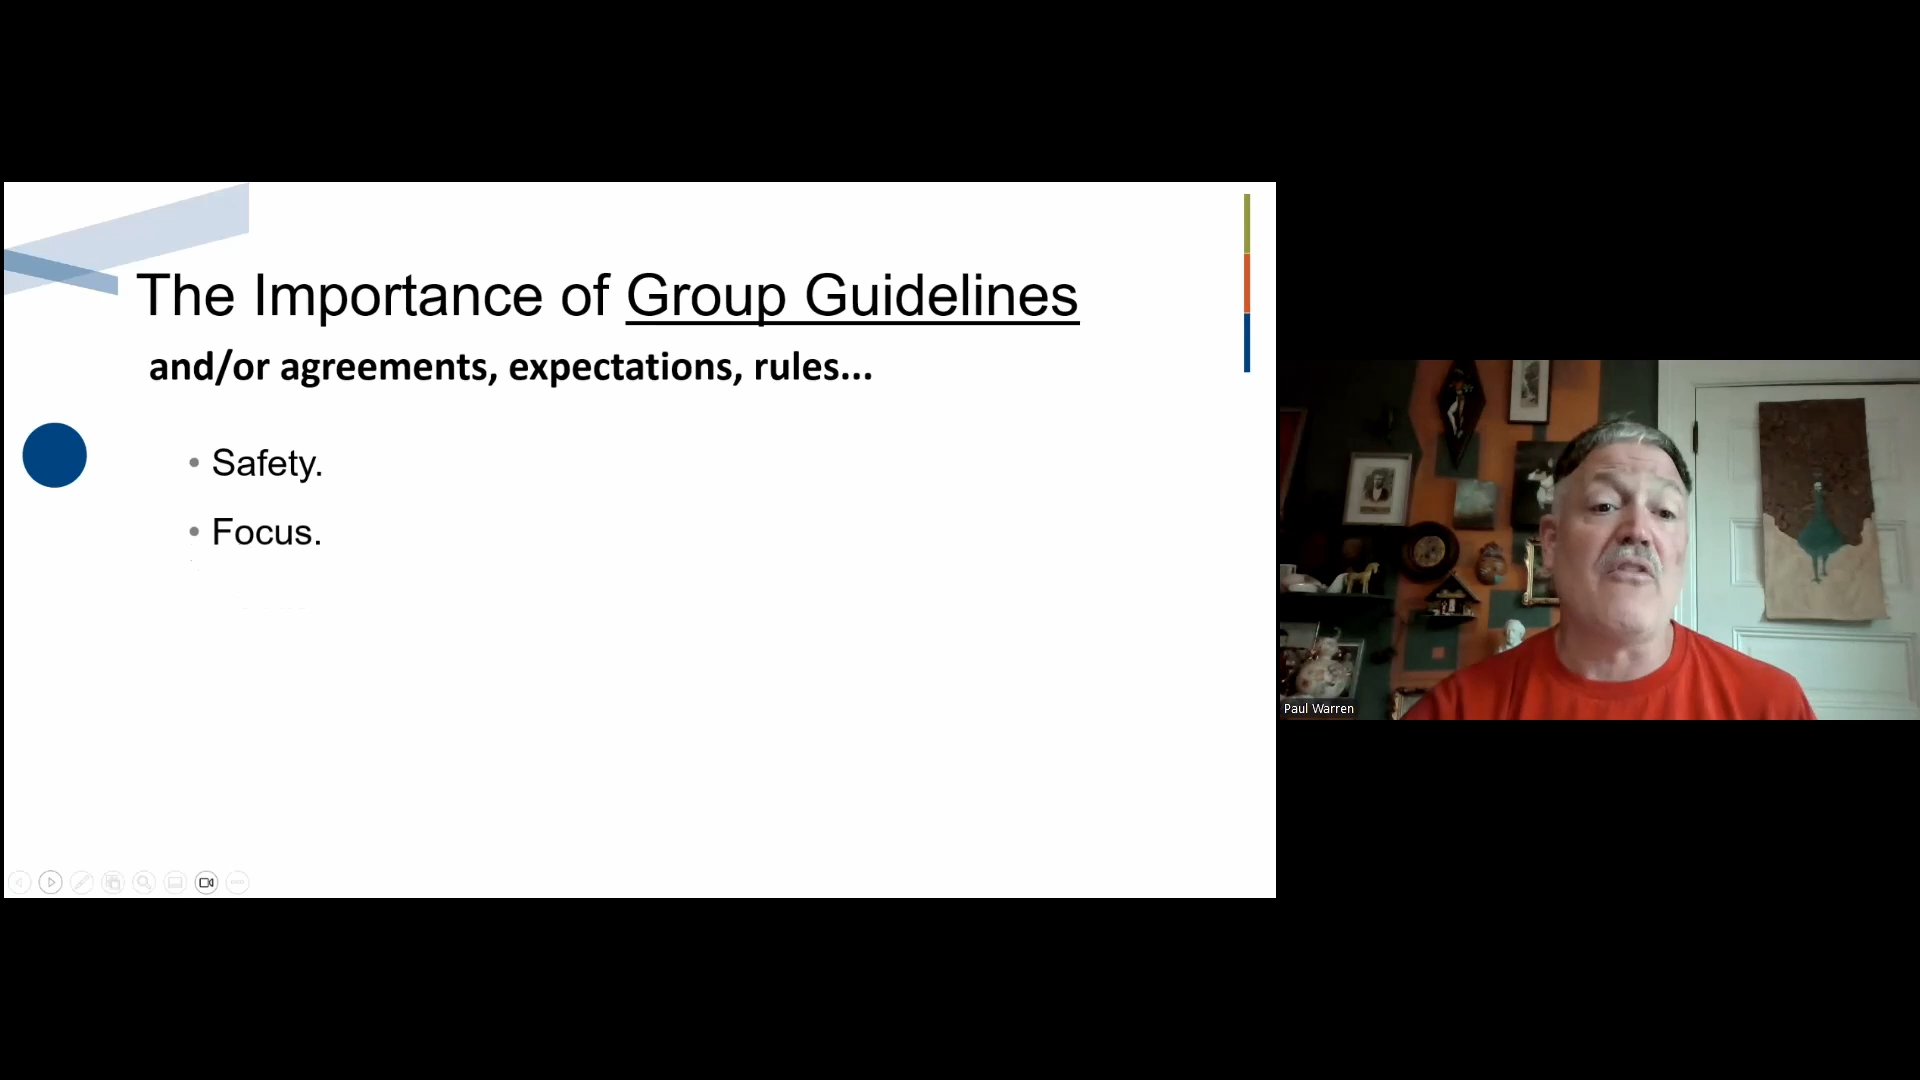 The Importance of Group Guidelines
and/or agreements, expectations, rules...
• Safety.
• Focus.
Paul Warren